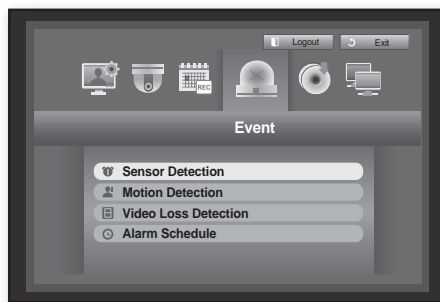 Logout Exit
REC
Event
Sensor Detection
Motion Detection
Video Loss Detection
Alarm Schedule